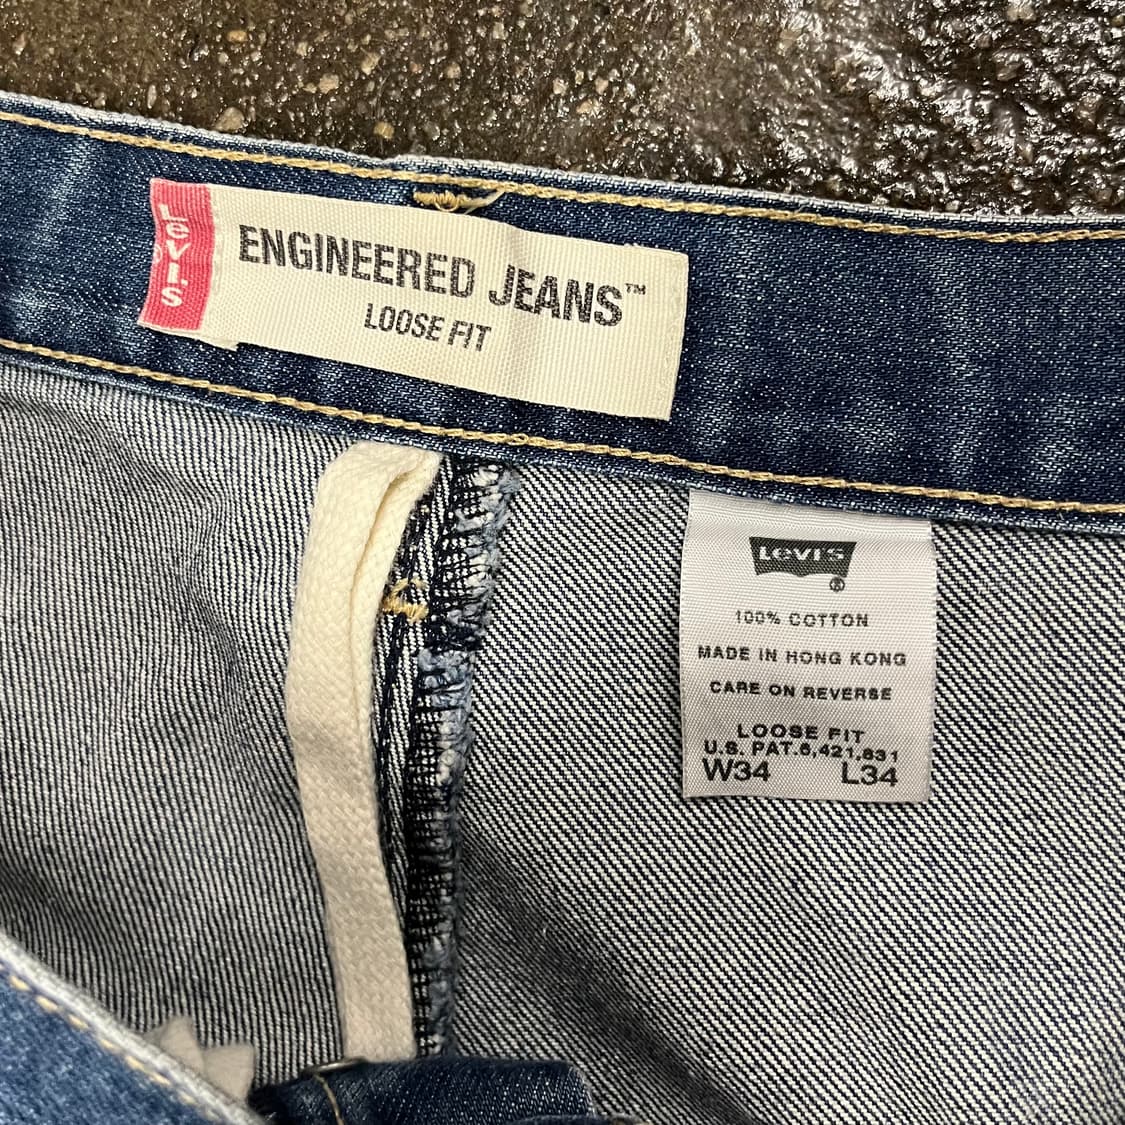 Levi's
ENGINEERED JEANS™
LOOSE FIT
LEVI'S
®
100% COTTON
MADE IN HONG KONG
CARE ON REVERSE
LOOSE FIT
U.S. PAT.6,421,831
W34 L34